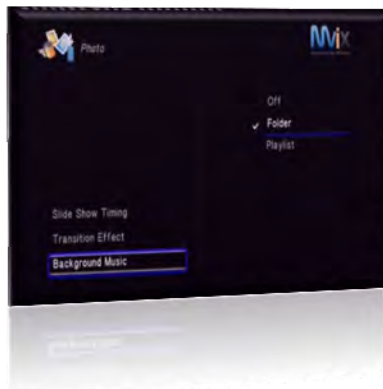 Photo
Mvix
Off
Folder
Playlist
Slide Show Timing
Transition Effect
Background Music